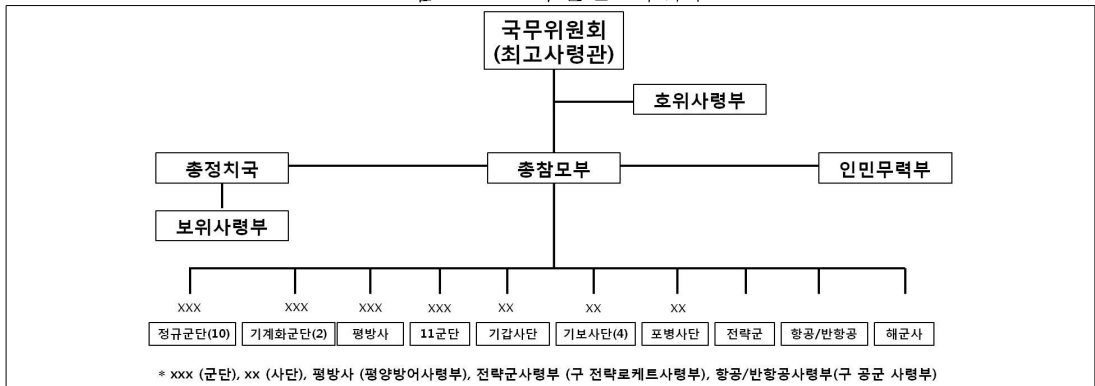 국무위원회
(최고사령관)
호위사령부
총정치국 총참모부 인민무력부
보위사령부
XXX XXX XXX XXX XX XX XX
정규군단(10) 기계화군단(2) 평방사 11군단 기갑사단 기보사단(4) 포병사단 전략군 항공/반항공 해군사
* xxx (군단), xx (사단), 평방사 (평양방어사령부), 전략군사령부 (구 전략로케트사령부), 항공/반항공사령부(구 공군 사령부)